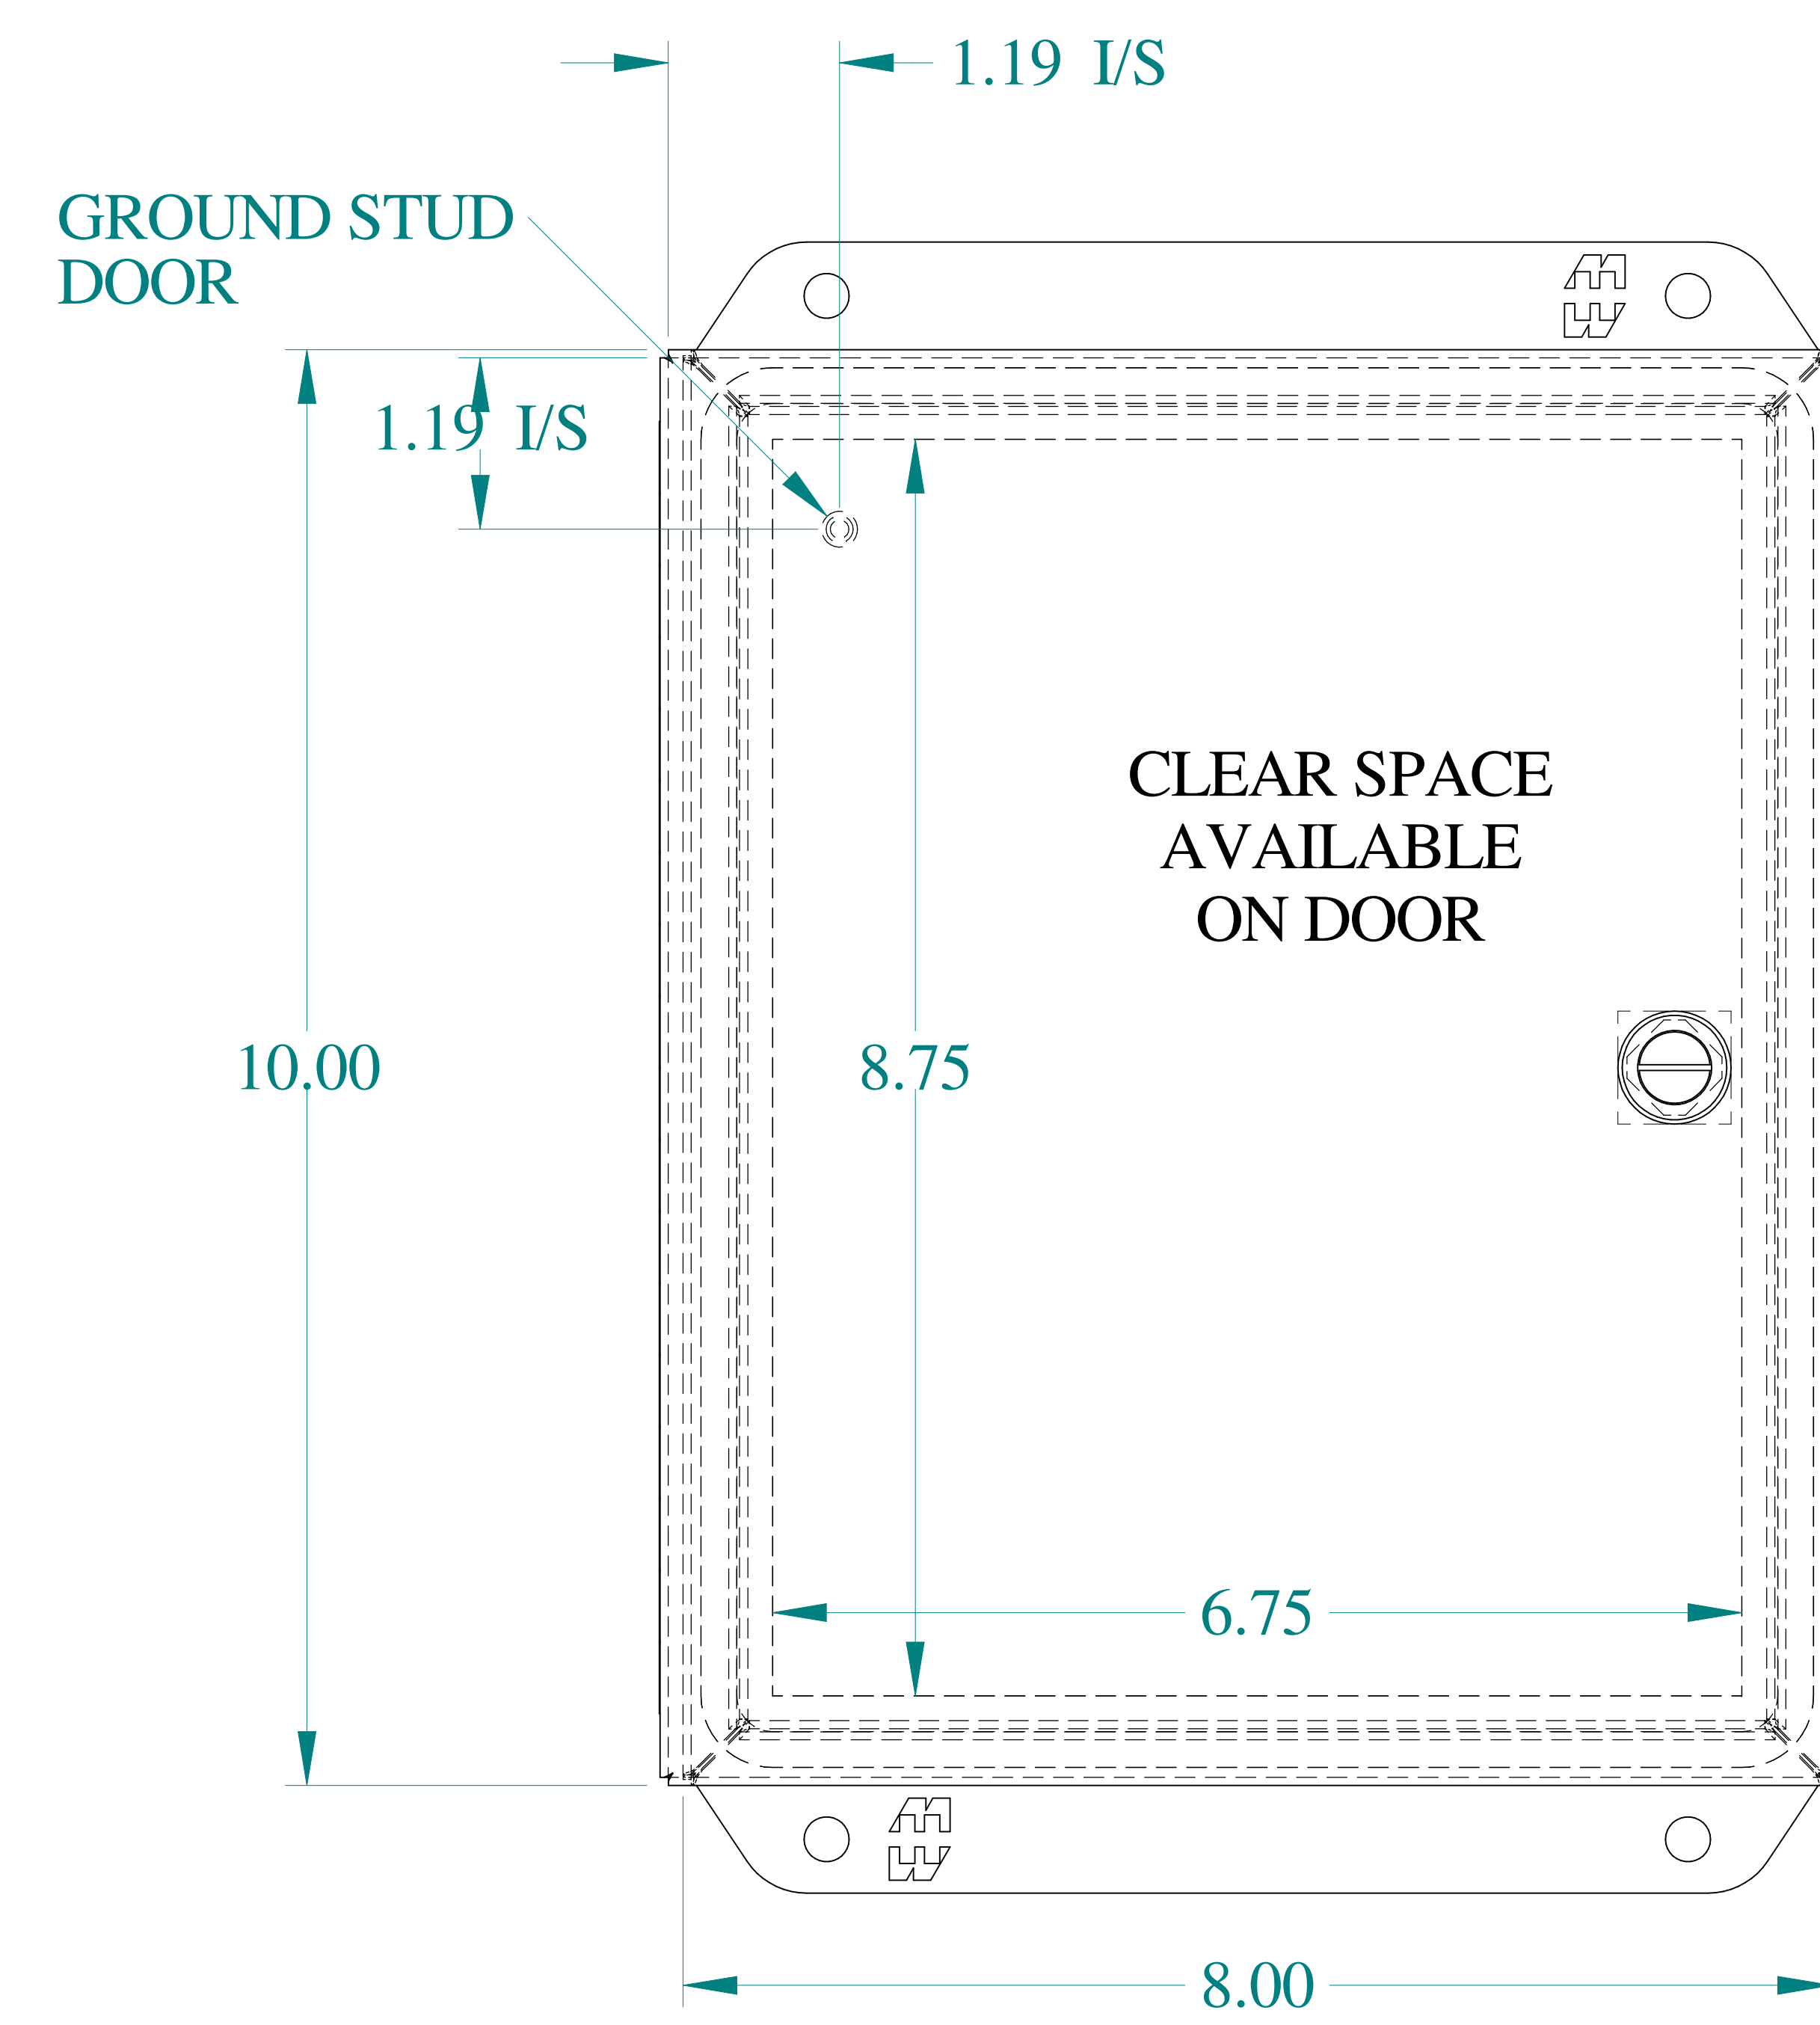 1.19 I/S
GROUND STUD
DOOR
1.19 I/S
CLEAR SPACE
AVAILABLE
ON DOOR
10.00
8.75
6.75
8.00